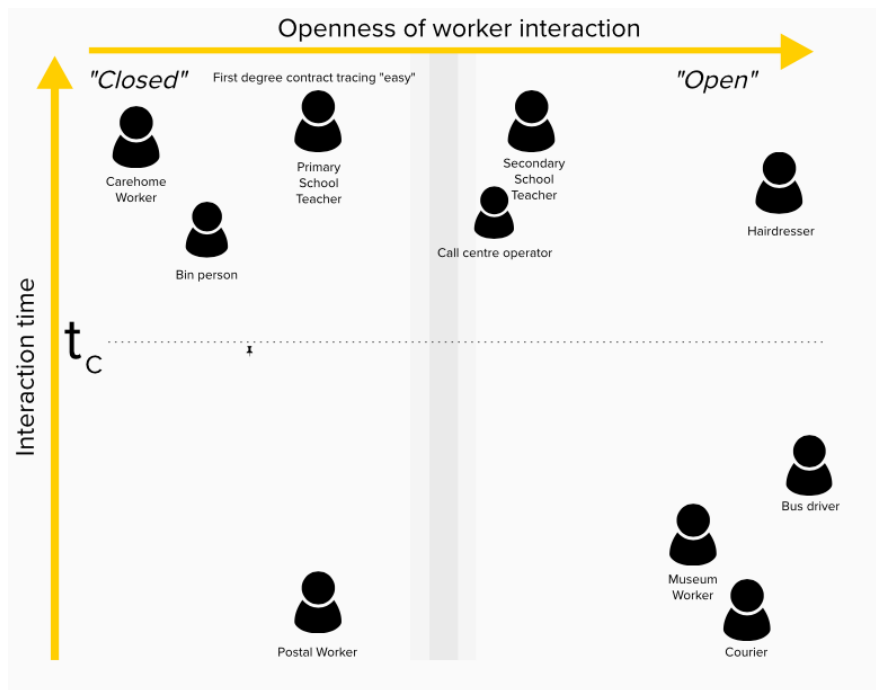 Openness of worker interaction
"Closed"
First degree contract tracing "easy"
"Open"
Carehome
Worker
Primary
School
Teacher
Secondary
School
Teacher
Hairdresser
Bin person
Call centre operator
Interaction time
tc
Bus driver
Museum
Worker
Postal Worker
Courier